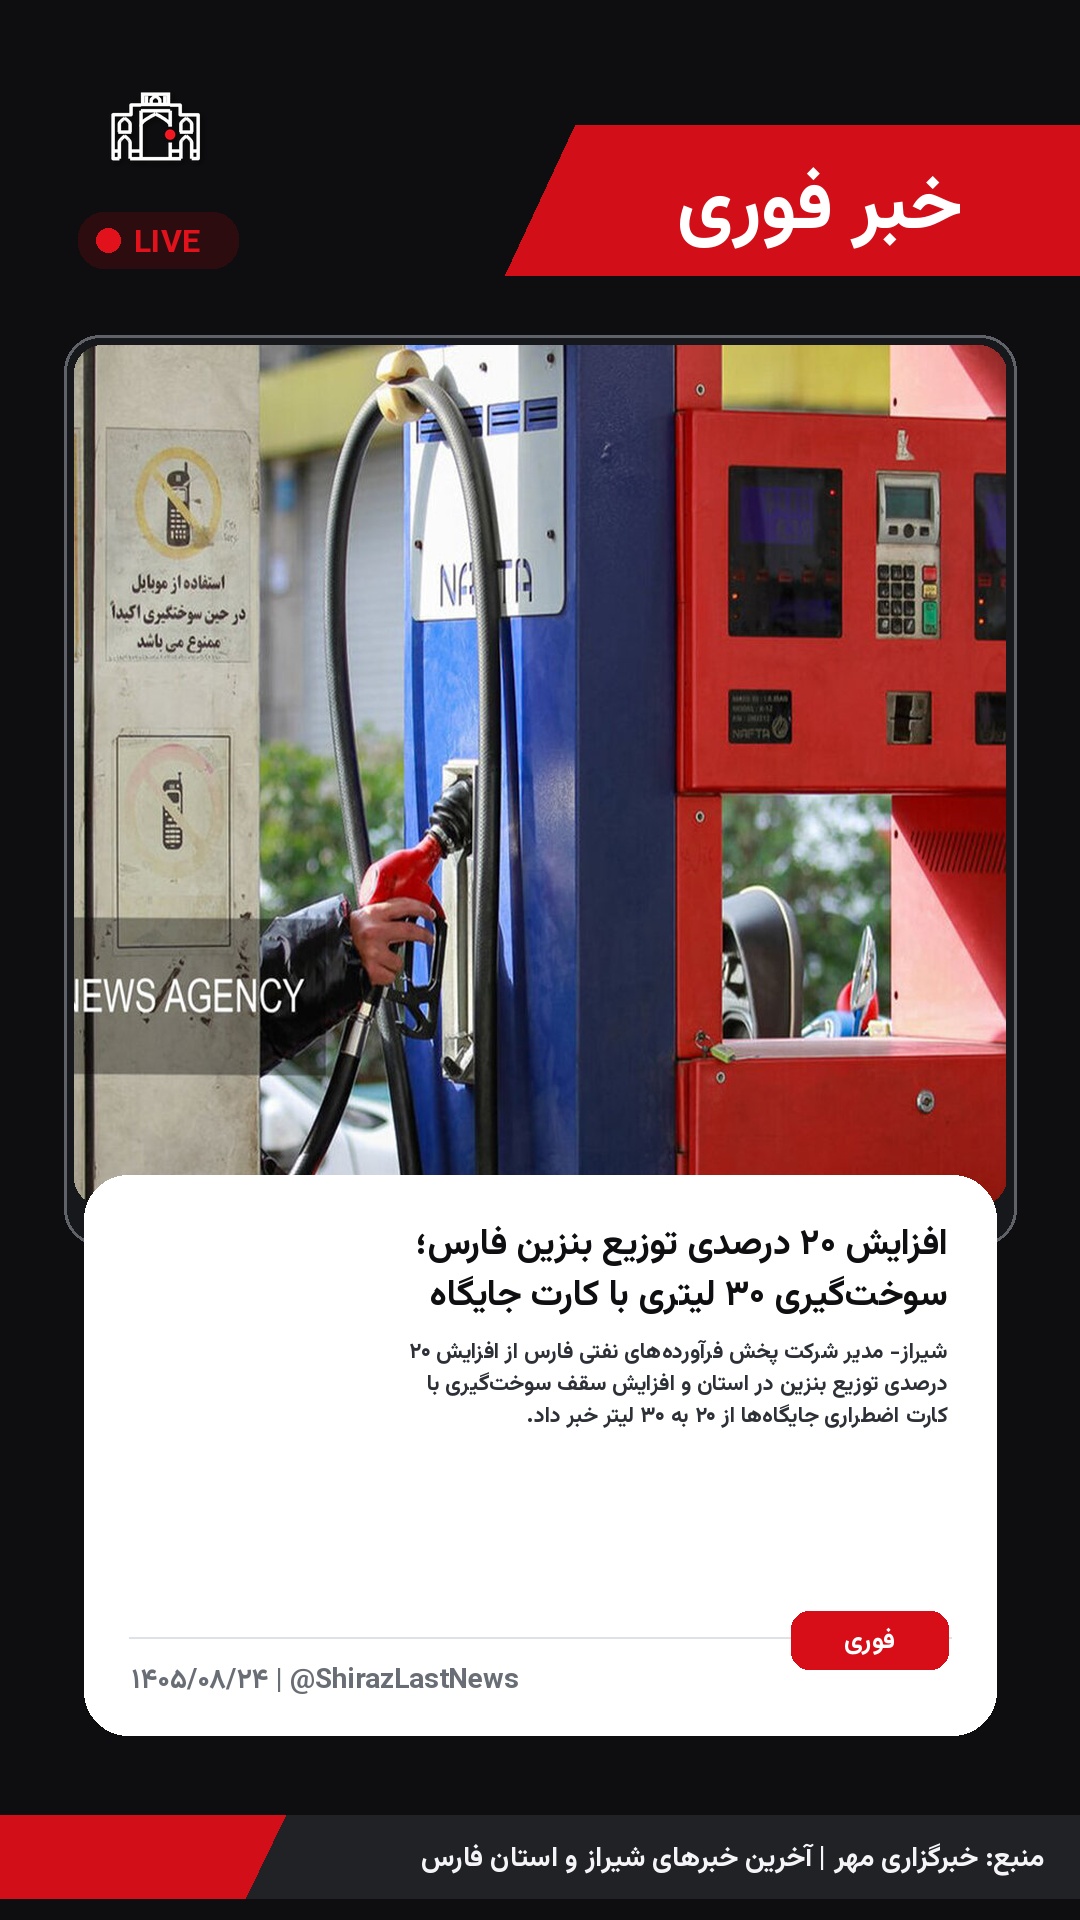 LIVE
خبر فوری
استفاده از موبایل
در حین سوختگیری اکیداً
ممنوع می باشد
NAFTA
NAFTA
NEWS AGENCY
افزایش ۲۰ درصدی توزیع بنزین فارس؛
سوخت‌گیری ۳۰ لیتری با کارت جایگاه
شیراز- مدیر شرکت پخش فرآورده‌های نفتی فارس از افزایش ۲۰
درصدی توزیع بنزین در استان و افزایش سقف سوخت‌گیری با
کارت اضطراری جایگاه‌ها از ۲۰ به ۳۰ لیتر خبر داد.
فوری
۱۴۰۵/۰۸/۲۴ | @ShirazLastNews
منبع: خبرگزاری مهر | آخرین خبرهای شیراز و استان فارس